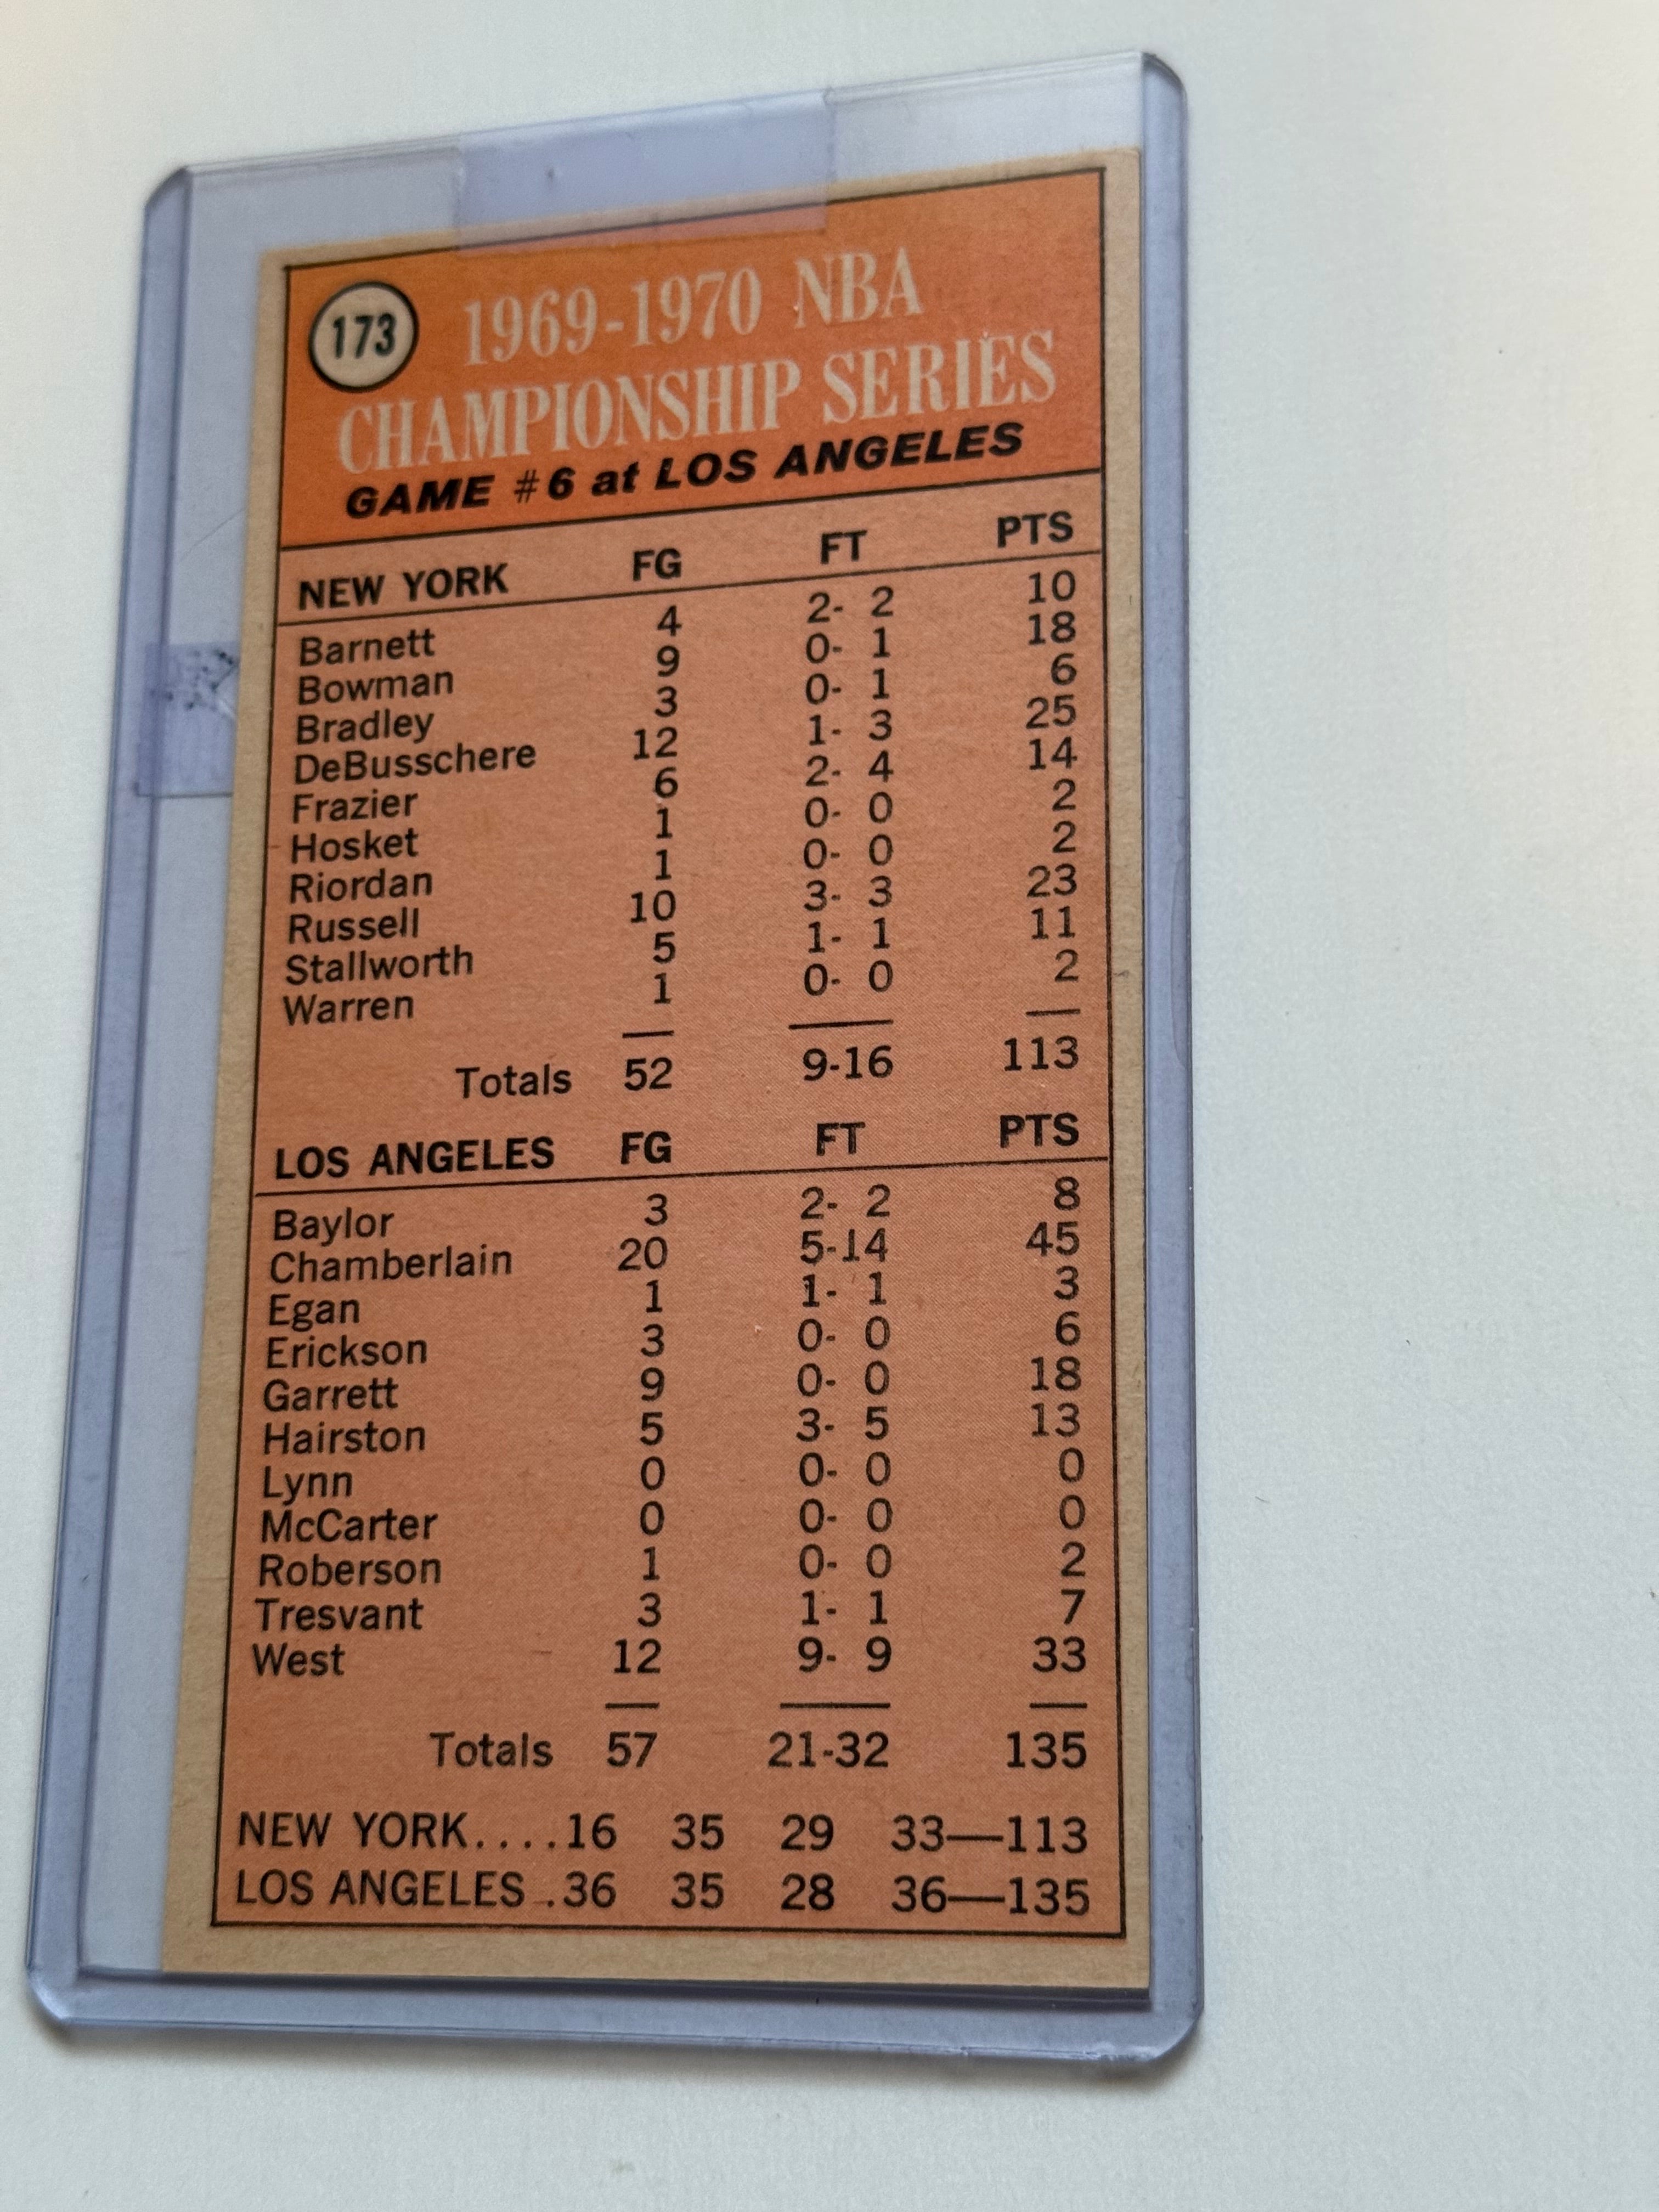 173
1969-1970 NBA
CHAMPIONSHIP SERIES
GAME #6 at LOS ANGELES
NEW YORK FG FT PTS
Barnett 4 2- 2 10
Bowman 9 0- 1 18
Bradley 3 0- 1 6
DeBusschere 12 1- 3 25
Frazier 6 2- 4 14
Hosket 1 0- 0 2
Riordan 1 0- 0 2
Russell 10 3- 3 23
Stallworth 5 1- 1 11
Warren 1 0- 0 2
Totals 52 9-16 113
LOS ANGELES FG FT PTS
Baylor 3 2- 2 8
Chamberlain 20 5-14 45
Egan 1 1- 1 3
Erickson 3 0- 0 6
Garrett 9 0- 0 18
Hairston 5 3- 5 13
Lynn 0 0- 0 0
McCarter 0 0- 0 0
Roberson 1 0- 0 2
Tresvant 3 1- 1 7
West 12 9- 9 33
Totals 57 21-32 135
NEW YORK....16 35 29 33—113
LOS ANGELES..36 35 28 36—135